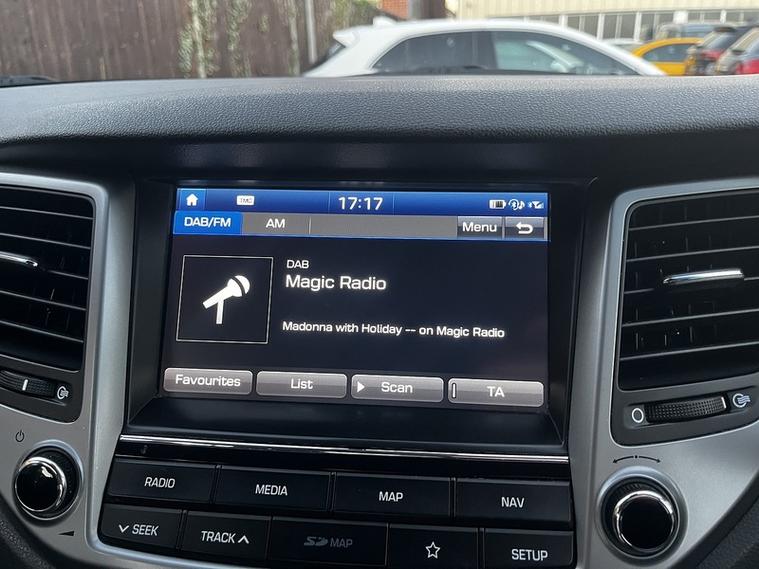 TMC 17:17
DAB/FM AM Menu
DAB
Magic Radio
Madonna with Holiday -- on Magic Radio
Favourites List Scan TA
RADIO MEDIA MAP NAV
SEEK TRACK SD MAP SETUP